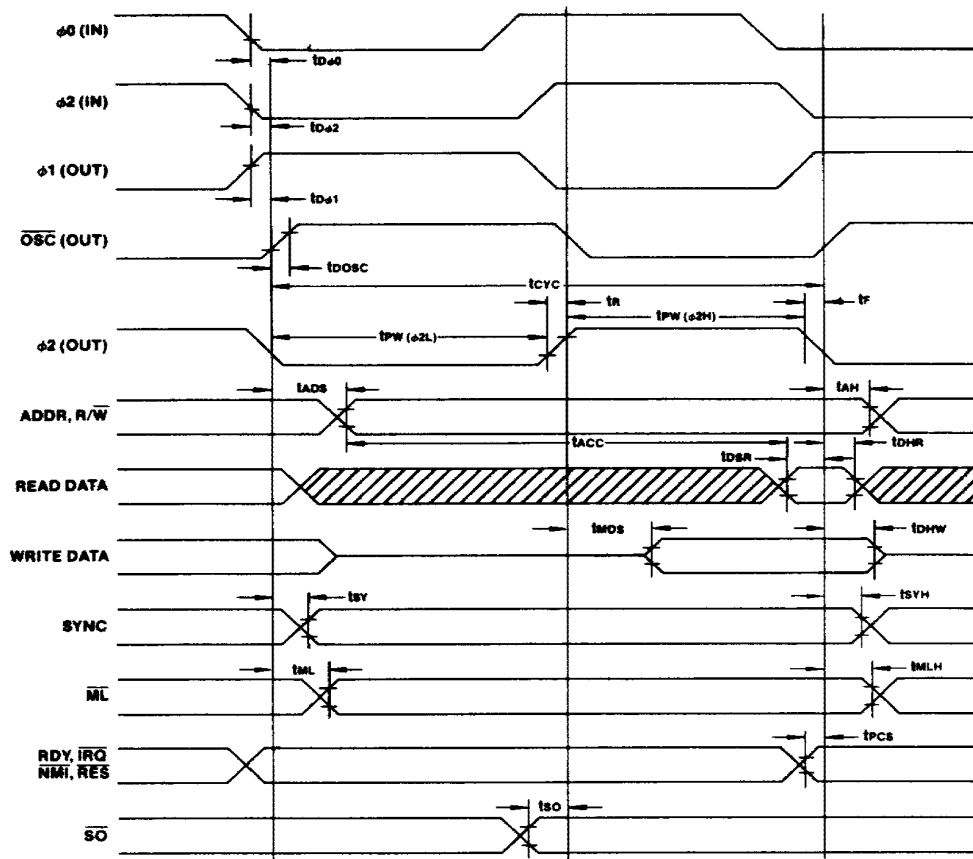 ϕ0 (IN)
tDϕ0
ϕ2 (IN)
tDϕ2
ϕ1 (OUT)
tDϕ1
OSC (OUT)
tDOSC
tCYC
tR
tF
tPW (ϕ2L)
tPW (ϕ2H)
ϕ2 (OUT)
tADS
tAH
ADDR, R/W
tACC
tDHR
tDSR
READ DATA
tMDS
tDHW
WRITE DATA
tSY
tSYH
SYNC
tML
tMLH
ML
tPCS
RDY, IRQ
NMI, RES
tSO
SO